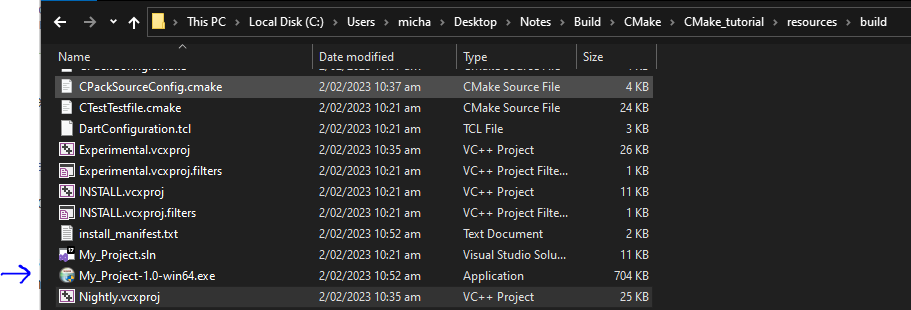 This PC > Local Disk (C:) > Users > micha > Desktop > Notes > Build > CMake > CMake_tutorial > resources > build
Name Date modified Type Size
CPackSourceConfig.cmake 2/02/2023 10:37 am CMake Source File 4 KB
CTestTestfile.cmake 2/02/2023 10:21 am CMake Source File 24 KB
DartConfiguration.tcl 2/02/2023 10:21 am TCL File 3 KB
Experimental.vcxproj 2/02/2023 10:35 am VC++ Project 26 KB
Experimental.vcxproj.filters 2/02/2023 10:21 am VC++ Project Filte... 1 KB
INSTALL.vcxproj 2/02/2023 10:21 am VC++ Project 11 KB
INSTALL.vcxproj.filters 2/02/2023 10:21 am VC++ Project Filte... 1 KB
install_manifest.txt 2/02/2023 10:52 am Text Document 2 KB
My_Project.sln 2/02/2023 10:21 am Visual Studio Solu... 11 KB
My_Project-1.0-win64.exe 2/02/2023 10:52 am Application 704 KB
Nightly.vcxproj 2/02/2023 10:35 am VC++ Project 25 KB